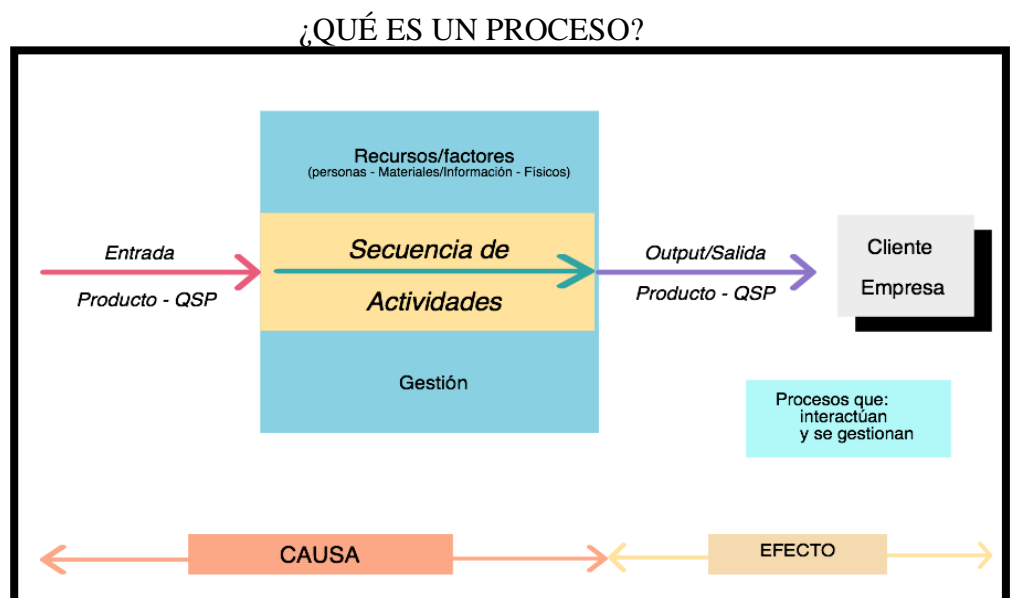 ¿QUÉ ES UN PROCESO?
Recursos/factores
(personas - Materiales/Información - Físicos)
Entrada
Producto - QSP
Secuencia de
Actividades
Output/Salida
Producto - QSP
Cliente
Empresa
Gestión
Procesos que:
interactúan
y se gestionan
CAUSA
EFECTO